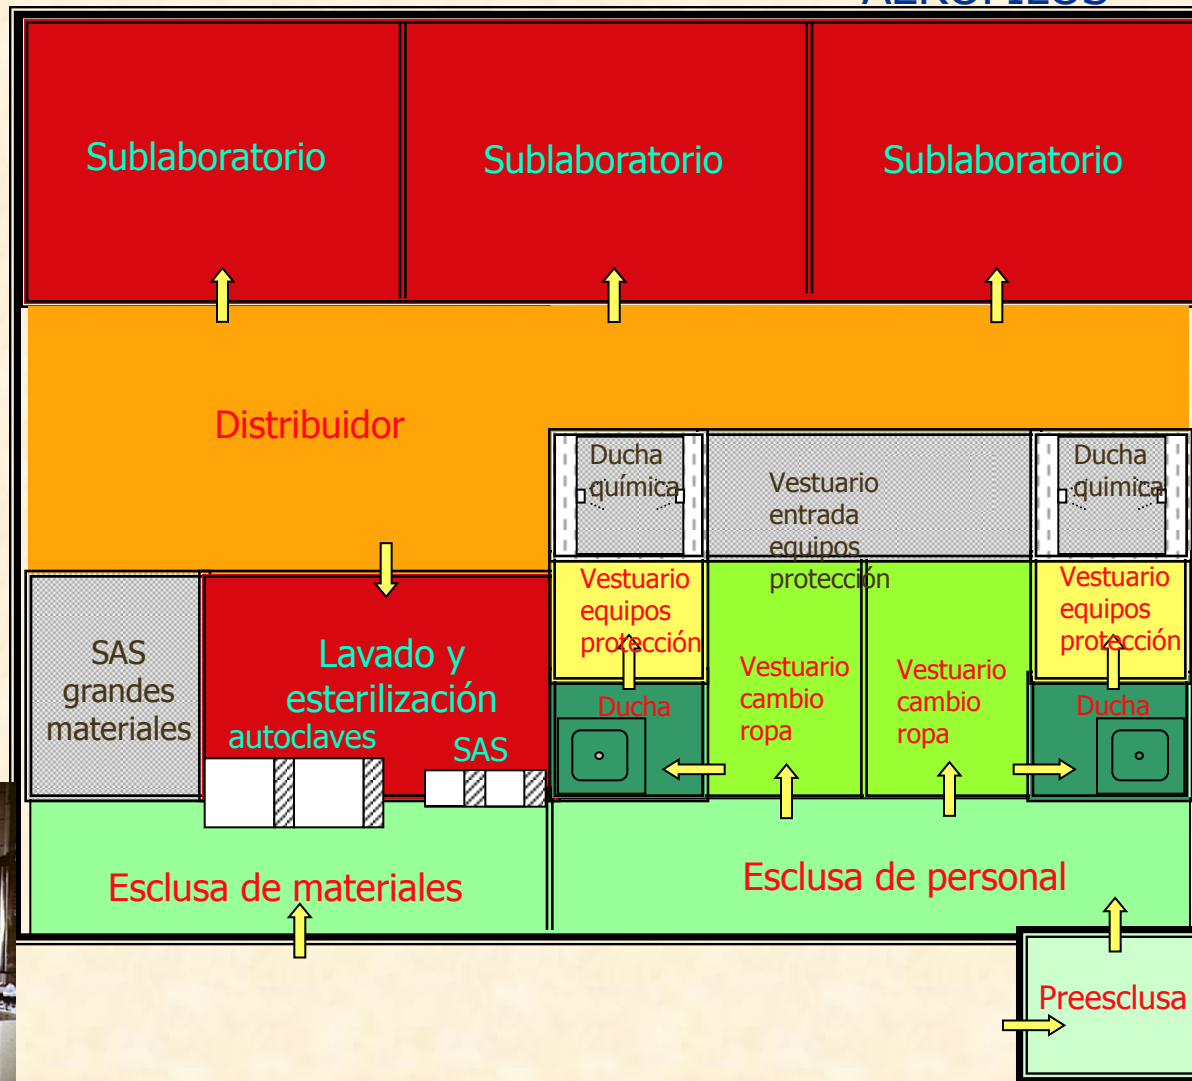 Sublaboratorio
Sublaboratorio
Sublaboratorio
Distribuidor
Ducha
química
Vestuario
entrada
equipos
protección
Ducha
quimica
Vestuario
equipos
protección
Vestuario
equipos
protección
SAS
grandes
materiales
Lavado y
esterilización
autoclaves
SAS
Vestuario
cambio
ropa
Vestuario
cambio
ropa
Ducha
Ducha
Esclusa de materiales
Esclusa de personal
Preesclusa